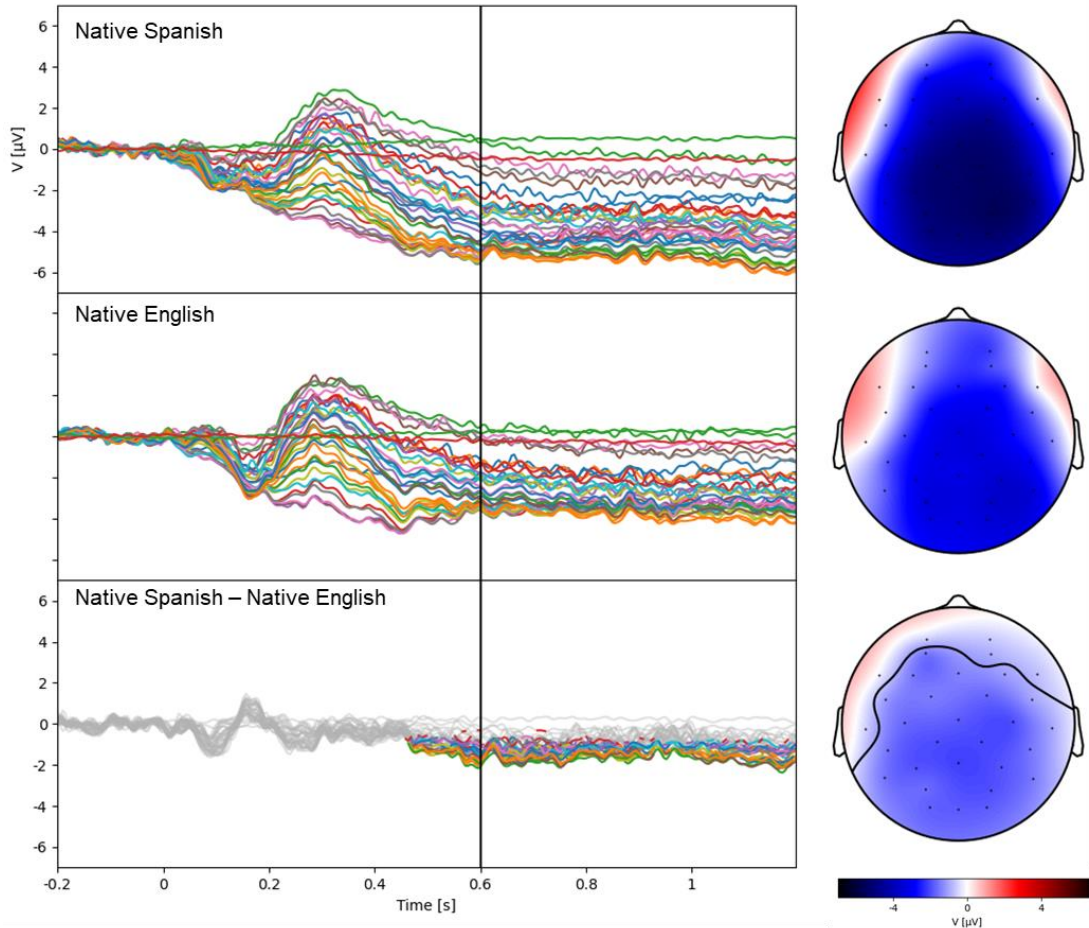 Native Spanish
6
4
2
0
-2
-4
-6
V [µV]
Native English
Native Spanish – Native English
6
4
2
0
-2
-4
-6
-0.2 0 0.2 0.4 0.6 0.8 1
Time [s]
-4 0 4
V [µV]